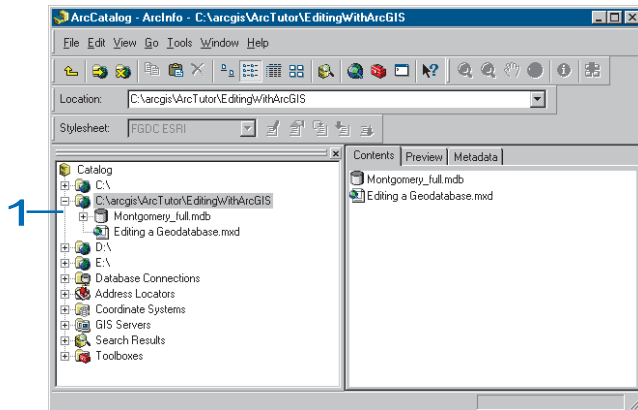 ArcCatalog - ArcInfo - C:\arcgis\ArcTutor\EditingWithArcGIS
File Edit View Go Tools Window Help
Location: C:\arcgis\ArcTutor\EditingWithArcGIS
Stylesheet: FGDC ESRI
Catalog
C:\
C:\arcgis\ArcTutor\EditingWithArcGIS
Montgomery_full.mdb
Editing a Geodatabase.mxd
D:\
E:\
Database Connections
Address Locators
Coordinate Systems
GIS Servers
Search Results
Toolboxes
1
Contents Preview Metadata
Montgomery_full.mdb
Editing a Geodatabase.mxd